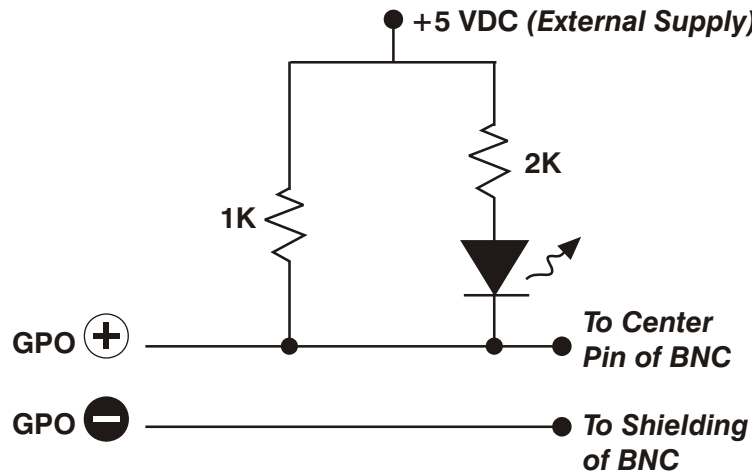 +5 VDC (External Supply)
2K
1K
GPO +
To Center
Pin of BNC
GPO −
To Shielding
of BNC